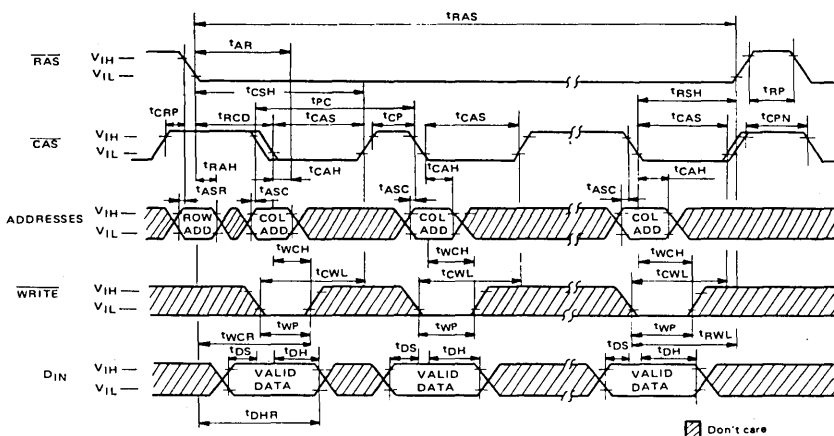 tRAS
tAR
RAS VIH VIL
tCSH
tPC
tRSH
tRP
tCRP tRCD tCAS tCP tCAS tCAS tCPN
CAS VIH VIL
tRAH tCAH tCAH tCAH
tASR tASC tASC tASC
ADDRESSES VIH VIL
ROW ADD
COL ADD
COL ADD
COL ADD
tWCH tWCH tWCH
tCWL tCWL tCWL
WRITE VIH VIL
tWP tWP tWP
tWCR tRWL
tDS tDH tDS tDH tDS tDH
DIN VIH VIL
VALID DATA
VALID DATA
VALID DATA
tDHR
Don't care